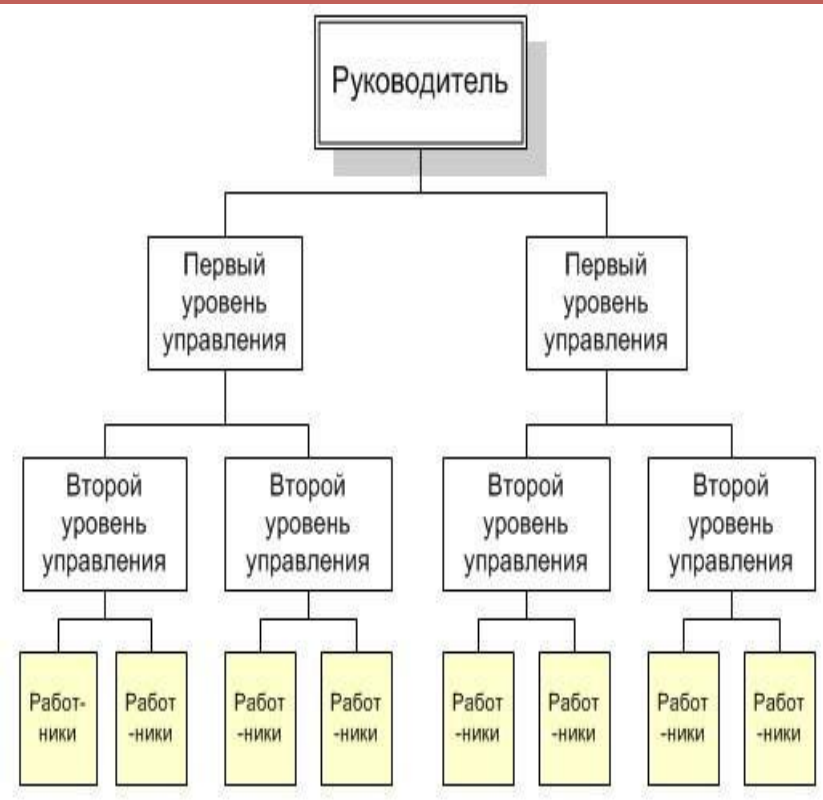 Руководитель
Первый
уровень
управления
Первый
уровень
управления
Второй
уровень
управления
Второй
уровень
управления
Второй
уровень
управления
Второй
уровень
управления
Работ-
ники
Работ
-ники
Работ
-ники
Работ
-ники
Работ
-ники
Работ
-ники
Работ
-ники
Работ
-ники